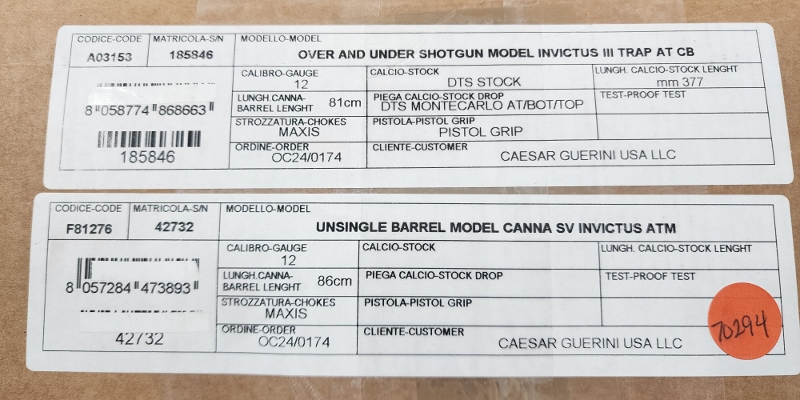 CODICE-CODE MATRICOLA-S/N MODELLO-MODEL
A03153 185846 OVER AND UNDER SHOTGUN MODEL INVICTUS III TRAP AT CB
CALIBRO-GAUGE CALCIO-STOCK LUNGH. CALCIO-STOCK LENGHT
12 DTS STOCK mm 377
LUNGH.CANNA-BARREL LENGHT 81cm PIEGA CALCIO-STOCK DROP TEST-PROOF TEST
8 058774 868663 DTS MONTECARLO AT/BOT/TOP
STROZZATURA-CHOKES PISTOLA-PISTOL GRIP
MAXIS PISTOL GRIP
185846 ORDINE-ORDER CLIENTE-CUSTOMER
OC24/0174 CAESAR GUERINI USA LLC
CODICE-CODE MATRICOLA-S/N MODELLO-MODEL
F81276 42732 UNSINGLE BARREL MODEL CANNA SV INVICTUS ATM
CALIBRO-GAUGE CALCIO-STOCK LUNGH. CALCIO-STOCK LENGHT
12
LUNGH.CANNA-BARREL LENGHT 86cm PIEGA CALCIO-STOCK DROP TEST-PROOF TEST
8 057284 473893
STROZZATURA-CHOKES PISTOLA-PISTOL GRIP
MAXIS
42732 ORDINE-ORDER CLIENTE-CUSTOMER
OC24/0174 CAESAR GUERINI USA LLC
70294